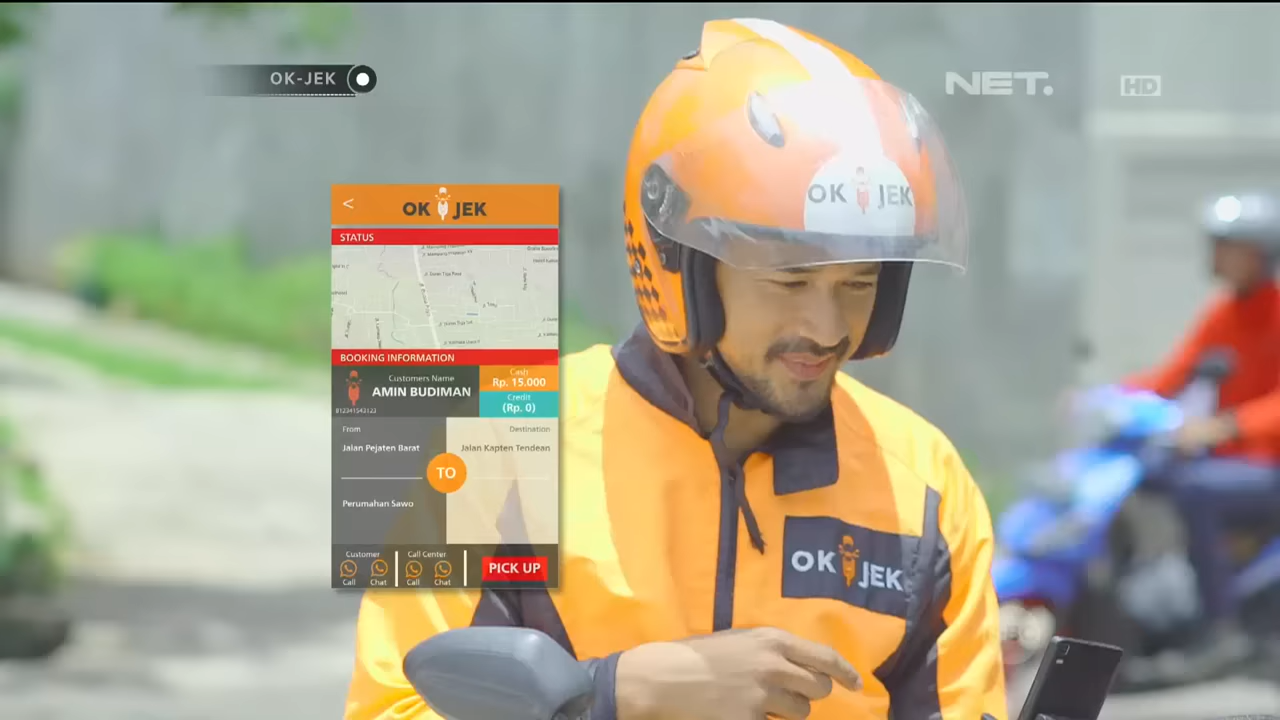 OK-JEK
NET.
HD
OK JEK
<
OK JEK
STATUS
BOOKING INFORMATION
Customers Name
AMIN BUDIMAN
Cash
Rp. 15.000
Credit
(Rp. 0)
From
Destination
Jalan Pejaten Barat
Jalan Kapten Tendean
TO
Perumahan Sawo
Customer
Call Center
Call
Chat
Call
Chat
PICK UP
OK JEK